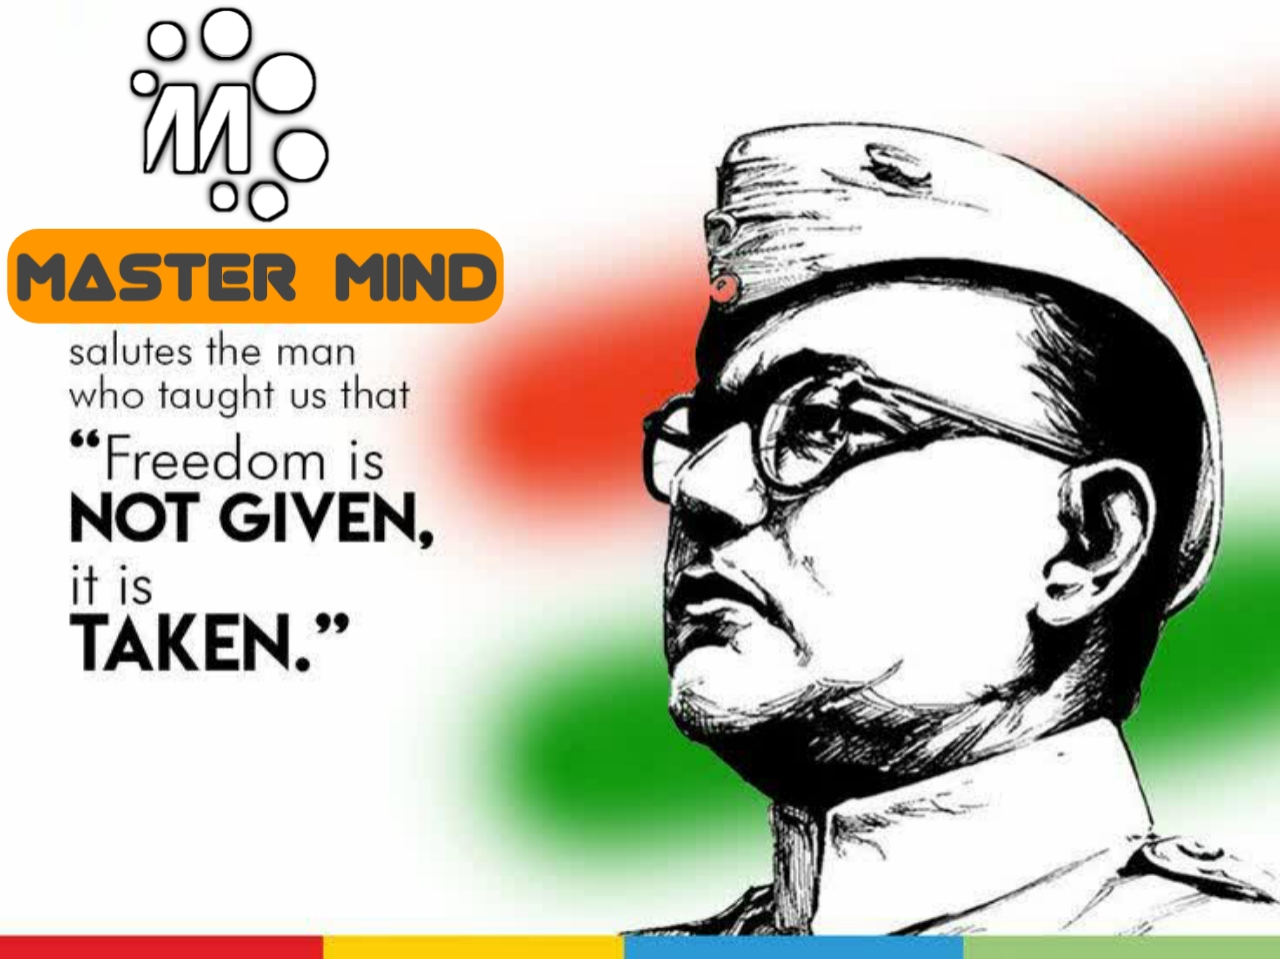 M
MASTER MIND
salutes the man
who taught us that
“Freedom is
NOT GIVEN,
it is
TAKEN.”